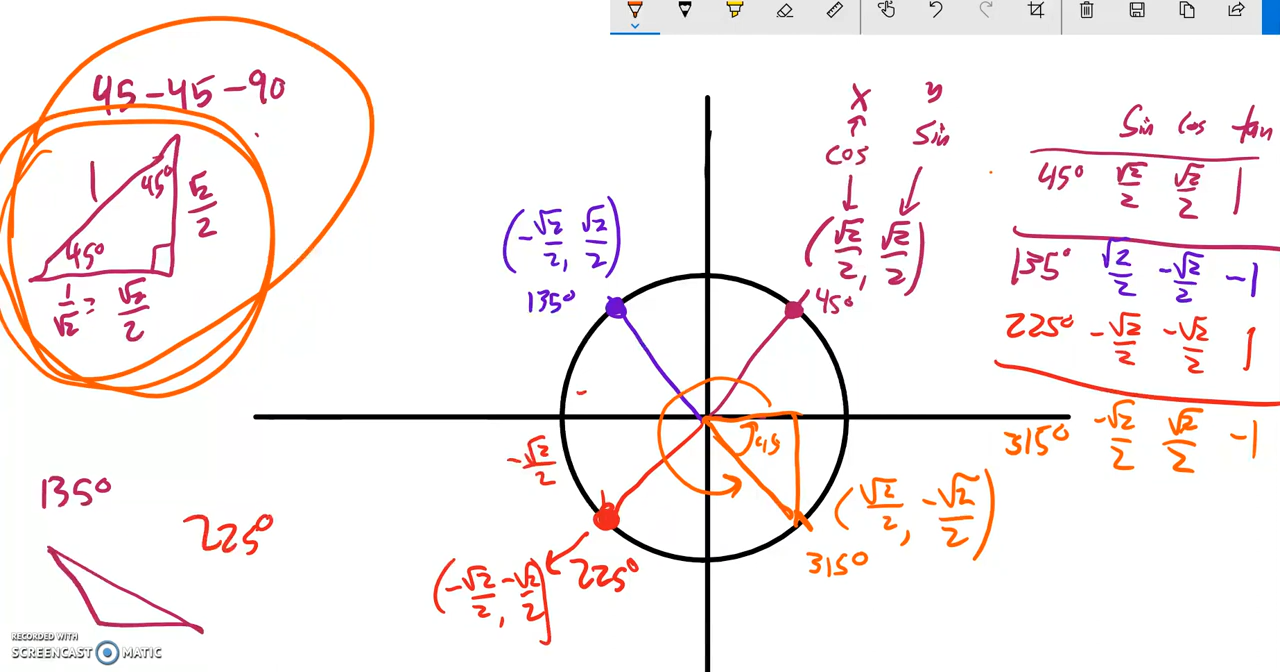 45-45-90
1
45°
45°
√2/2
1/√2 = √2/2
135°
225°
x y
cos sin
(√2/2, √2/2)
45°
(-√2/2, √2/2)
135°
-
-√2/2
(-√2/2, -√2/2)
225°
45
(√2/2, -√2/2)
315°
Sin cos tan
45° √2/2 √2/2 1
135° √2/2 -√2/2 -1
225° -√2/2 -√2/2 1
315° -√2/2 √2/2 -1
RECORDED WITH
SCREENCAST MATIC